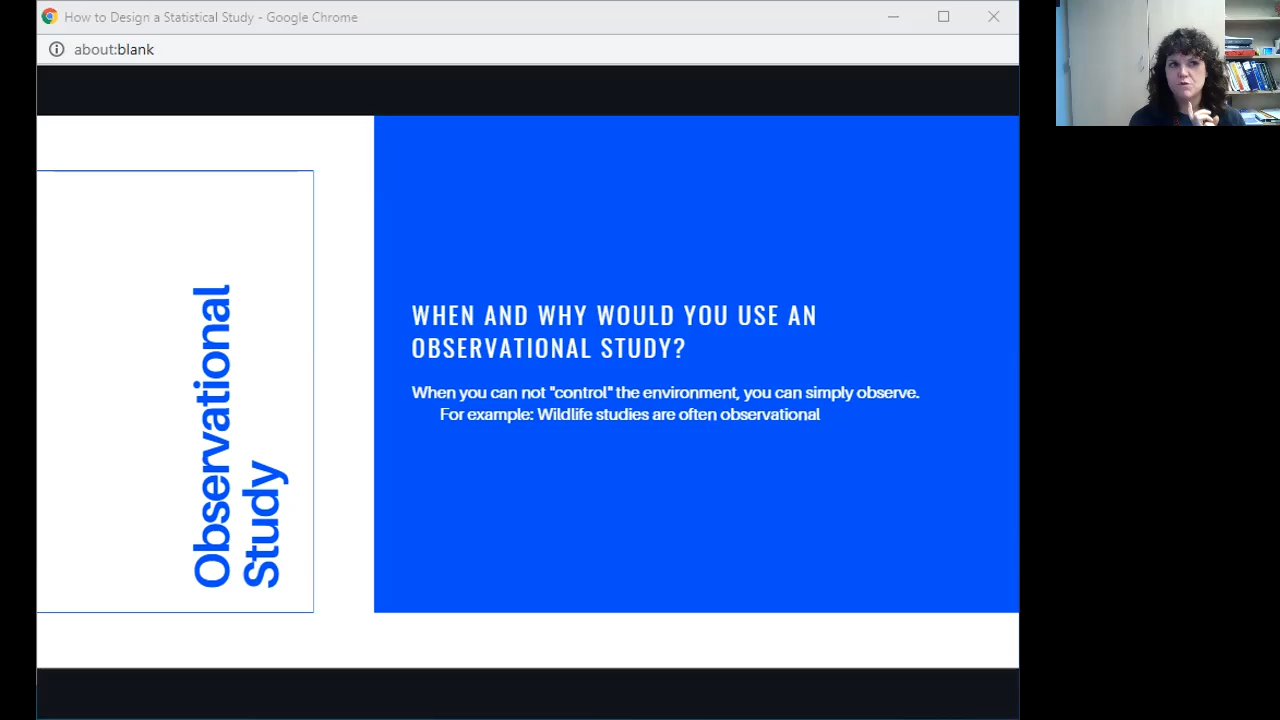 How to Design a Statistical Study - Google Chrome
about:blank
Observational
Study
WHEN AND WHY WOULD YOU USE AN
OBSERVATIONAL STUDY?
When you can not "control" the environment, you can simply observe.
For example: Wildlife studies are often observational